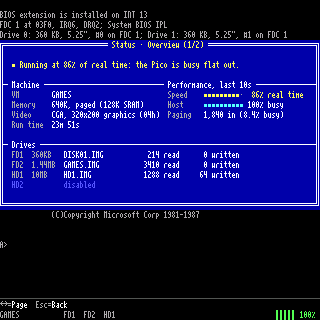 BIOS extension is installed on INT 13
FDC 1 at 03F0, IRQ6, DRQ2; System BIOS IPL
Drive 0: 360 KB, 5.25", #0 on FDC 1; Drive 1: 360 KB, 5.25", #1 on FDC 1
Status - Overview (1/2)
Running at 86% of real time: the Pico is busy flat out.
Machine
VM GAMES
Memory 640K, paged (128K SRAM)
Video CGA, 320x200 graphics (04h)
Run time 23m 51s
Performance, last 10s
Speed 86% real time
Host 100% busy
Paging 1,840 in (8.4% busy)
Drives
FD1 360KB DISK01.IMG 214 read 0 written
FD2 1.44MB GAMES.IMG 3410 read 0 written
HD1 10MB HD1.IMG 1288 read 64 written
HD2 disabled
(C)Copyright Microsoft Corp 1981-1987
A>
↔=Page Esc=Back
GAMES FD1 FD2 HD1 100%